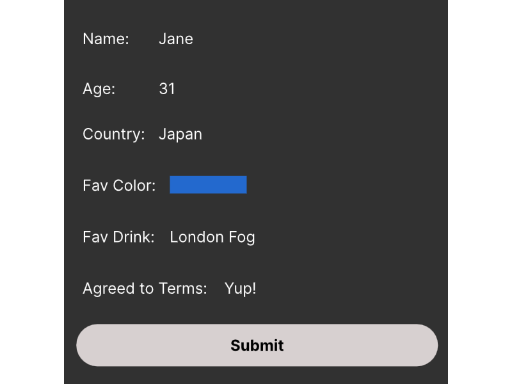 Name: Jane
Age: 31
Country: Japan
Fav Color:
Fav Drink: London Fog
Agreed to Terms: Yup!
Submit